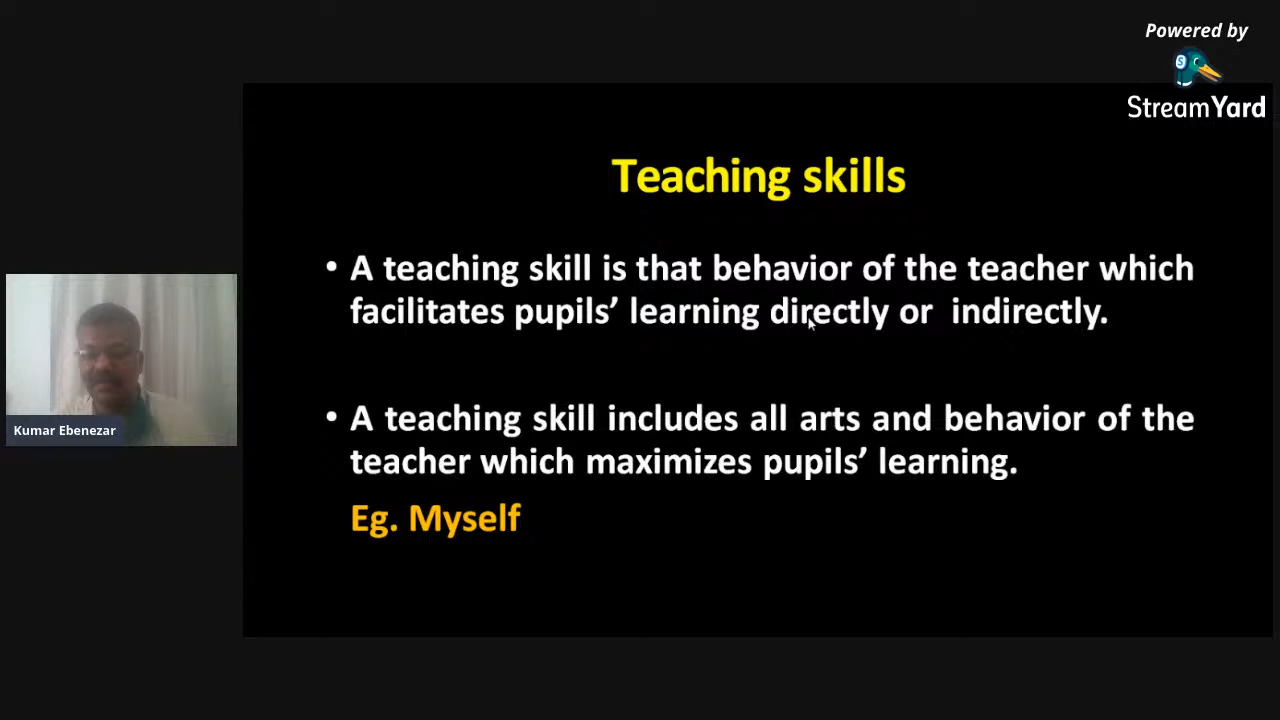 Powered by
StreamYard
Teaching skills
• A teaching skill is that behavior of the teacher which
facilitates pupils’ learning directly or indirectly.
• A teaching skill includes all arts and behavior of the
teacher which maximizes pupils’ learning.
Eg. Myself
Kumar Ebenezar